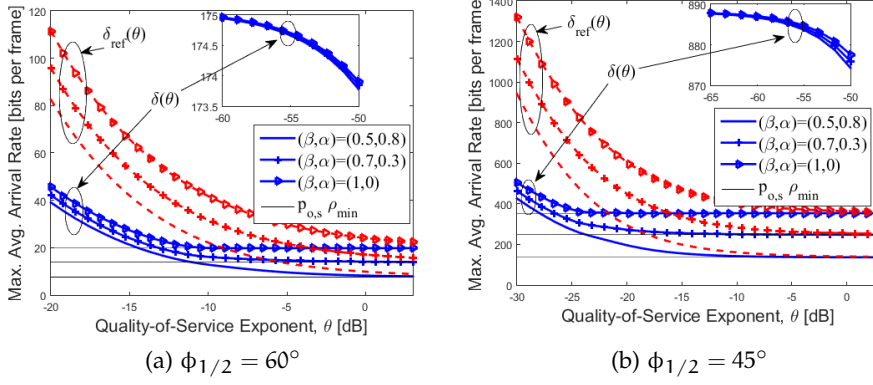 a)
120
100
80
60
40
20
0
Max. Avg. Arrival Rate [bits per frame]
-20
-15
-10
-5
0
Quality-of-Service Exponent, θ [dB]
δref(θ)
δ(θ)
175
174.5
174
173.5
-60
-55
-50
(β,α)=(0.5,0.8)
(β,α)=(0.7,0.3)
(β,α)=(1,0)
po,s ρmin
(a) ϕ1/2 = 60°
b)
1400
1200
1000
800
600
400
200
0
Max. Avg. Arrival Rate [bits per frame]
-30
-25
-20
-15
-10
-5
0
Quality-of-Service Exponent, θ [dB]
δref(θ)
δ(θ)
890
880
870
-65
-60
-55
-50
(β,α)=(0.5,0.8)
(β,α)=(0.7,0.3)
(β,α)=(1,0)
po,s ρmin
(b) ϕ1/2 = 45°